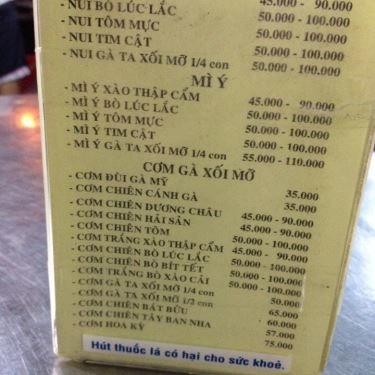 - NUI BÒ LÚC LẮC 45.000 - 90.000
- NUI TÔM MỰC 50.000 - 100.000
- NUI TIM CẬT 50.000 - 100.000
- NUI GÀ TA XỐI MỠ 1/4 con 50.000 - 100.000
MÌ Ý
- MÌ Ý XÀO THẬP CẨM 45.000 - 90.000
- MÌ Ý BÒ LÚC LẮC 50.000 - 100.000
- MÌ Ý TÔM MỰC 50.000 - 100.000
- MÌ Ý TIM CẬT 50.000 - 100.000
- MÌ Ý GÀ TA XỐI MỠ 1/4 con 55.000 - 110.000
CƠM GÀ XỐI MỠ
- CƠM ĐÙI GÀ MỸ 35.000
- CƠM CHIÊN CÁNH GÀ 35.000
- CƠM CHIÊN DƯƠNG CHÂU 45.000 - 90.000
- CƠM CHIÊN HẢI SẢN 45.000 - 90.000
- CƠM CHIÊN TÔM 50.000 - 100.000
- CƠM TRẮNG XÀO THẬP CẨM 45.000 - 90.000
- CƠM CHIÊN BÒ LÚC LẮC 50.000 - 100.000
- CƠM CHIÊN BÒ BÍT TẾT 50.000 - 100.000
- CƠM TRẮNG BÒ XÀO CẢI 50.000 - 100.000
- CƠM GÀ TA XỐI MỠ 1/4 con 50.000
- CƠM GÀ TA XỐI MỠ 1/2 con
- CƠM CHIÊN BÁT BỬU 65.000
- CƠM CHIÊN TÂY BAN NHA 60.000
- CƠM HOA KỲ 57.000
75.000
Hút thuốc lá có hại cho sức khoẻ.